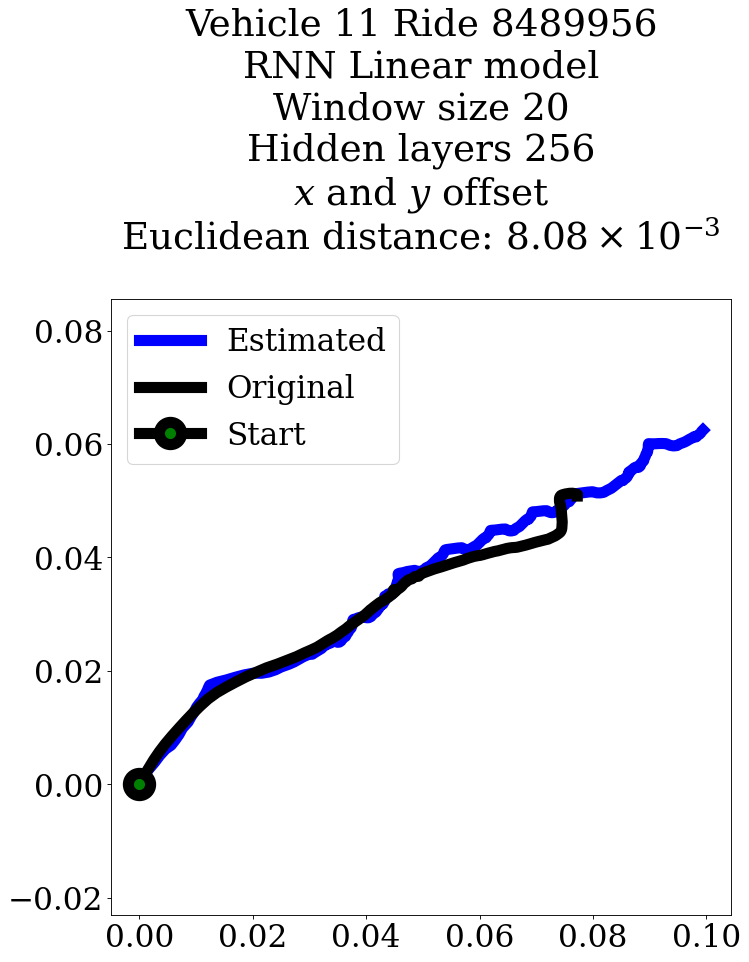 Vehicle 11 Ride 8489956
RNN Linear model
Window size 20
Hidden layers 256
x and y offset
Euclidean distance: 8.08 × 10⁻³
Estimated
Original
Start
0.08
0.06
0.04
0.02
0.00
−0.02
0.00 0.02 0.04 0.06 0.08 0.10